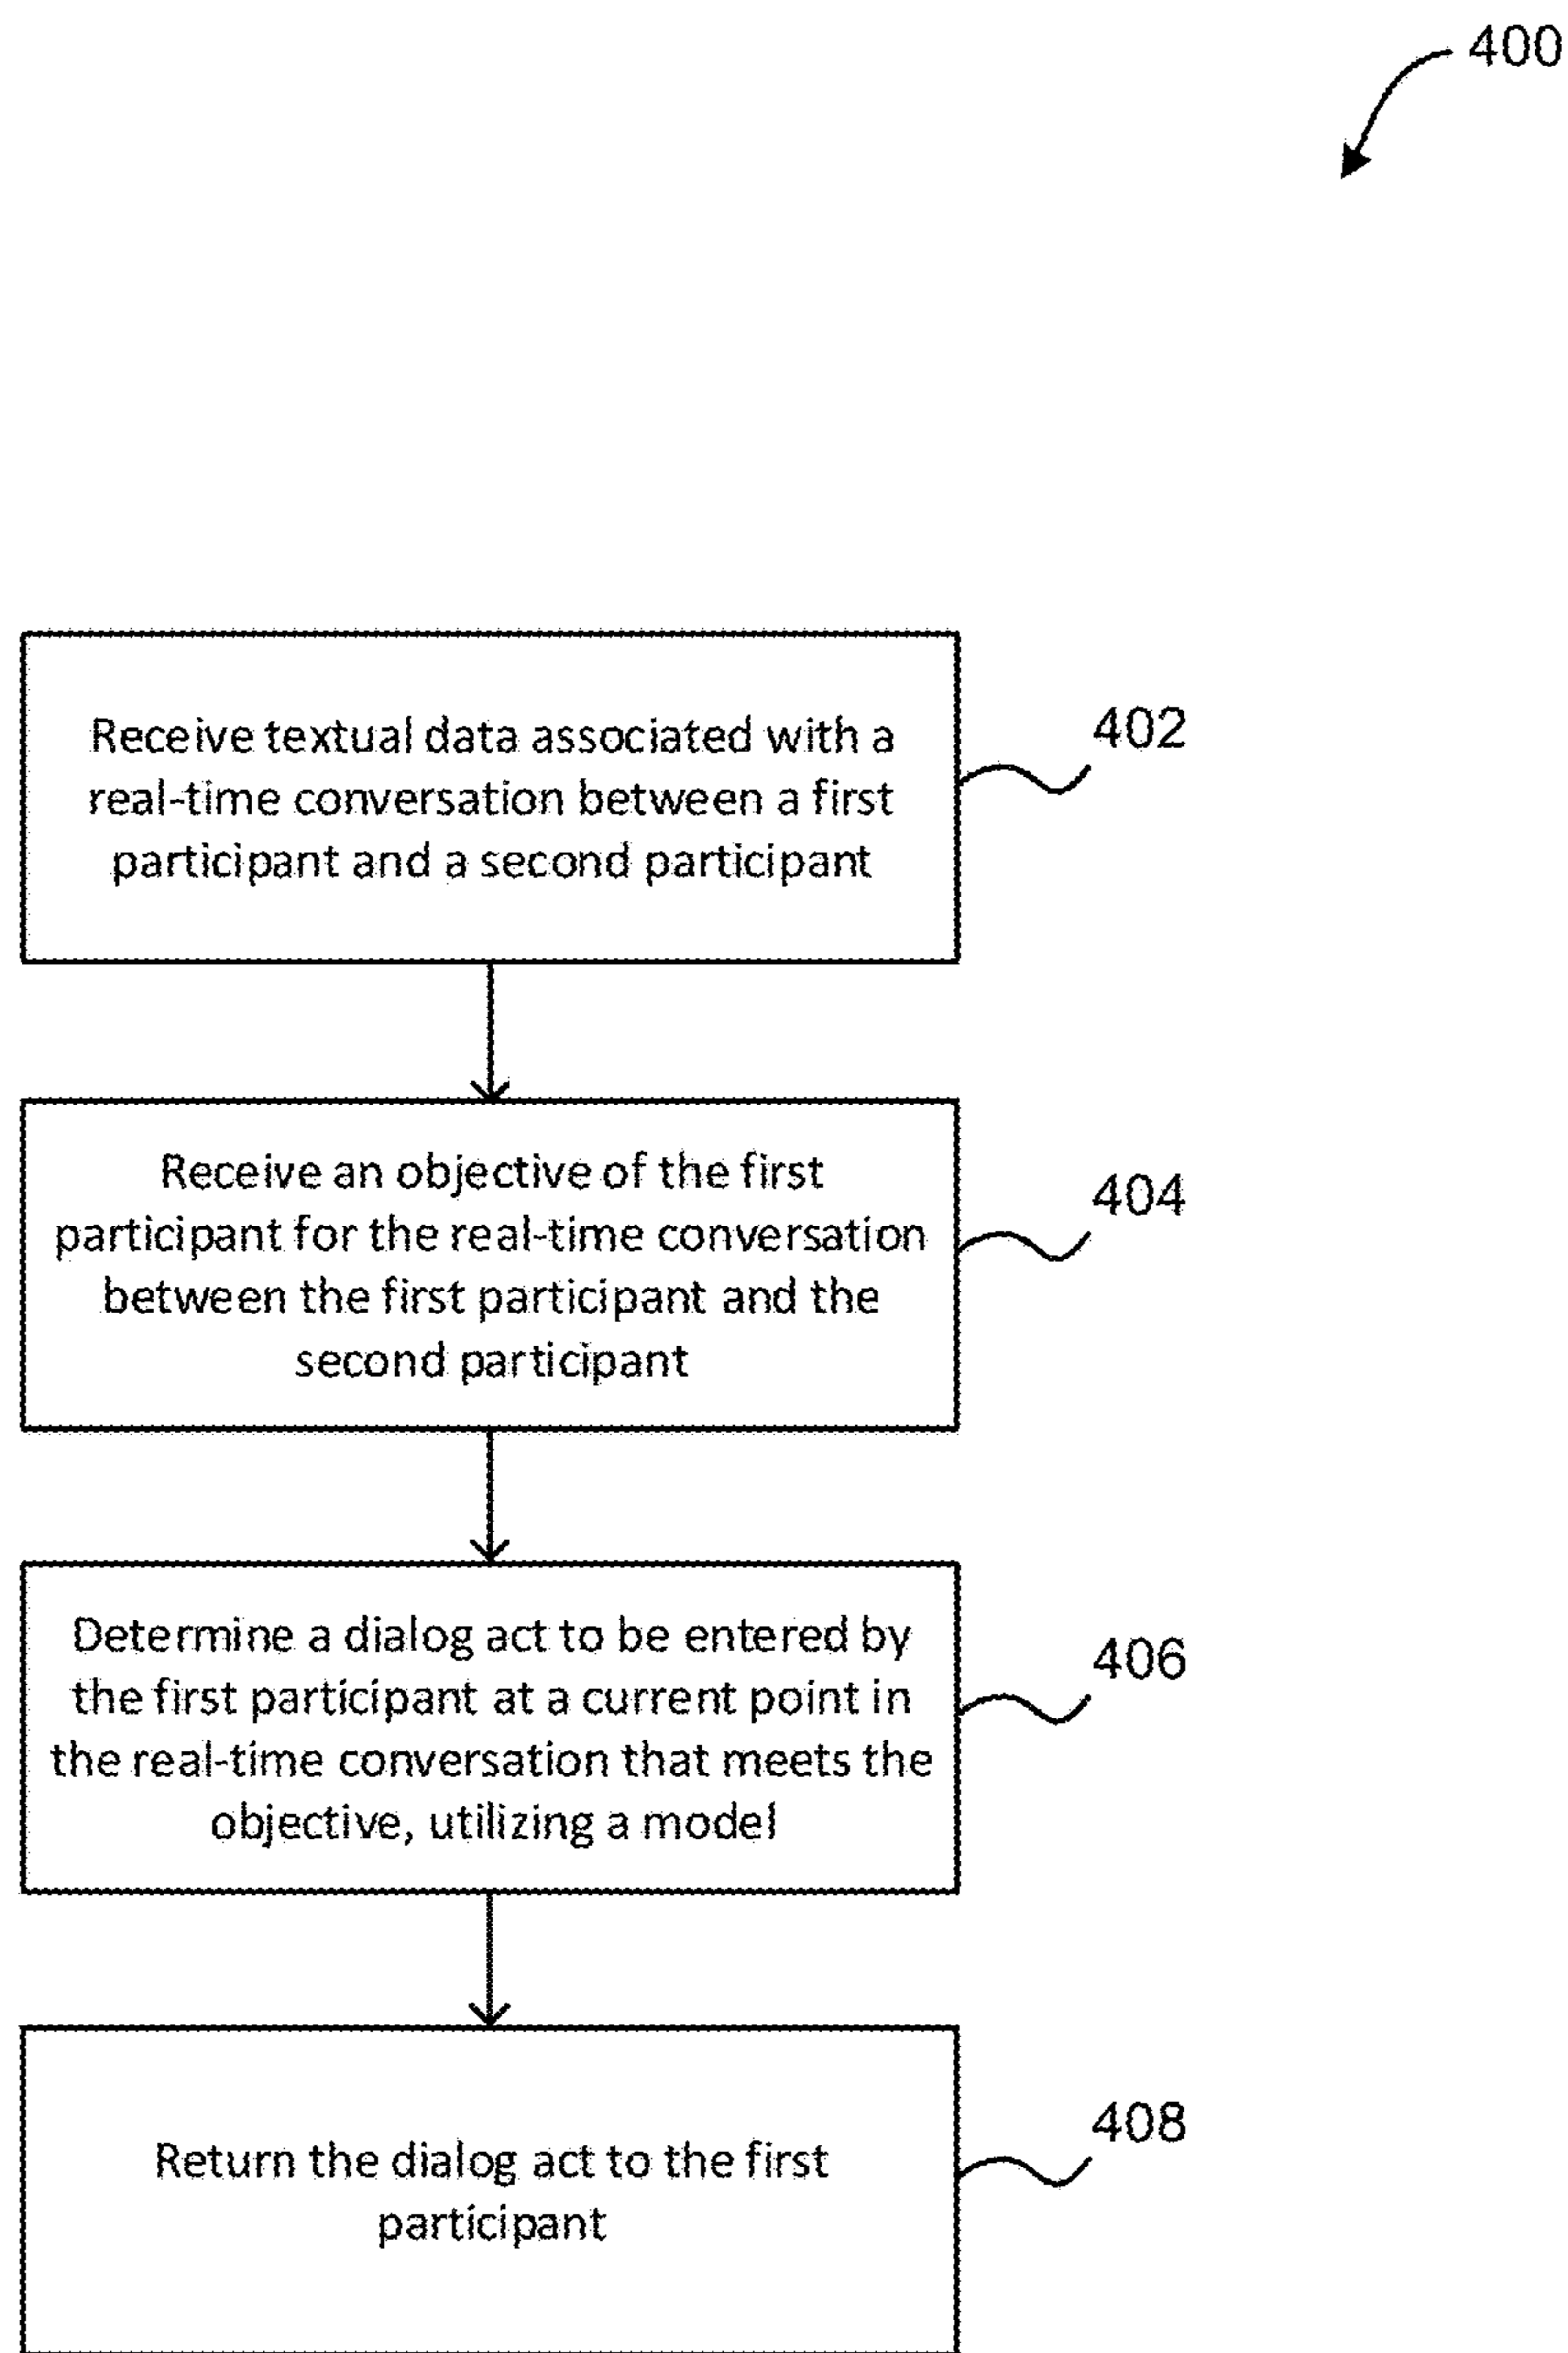 400
Receive textual data associated with a
real-time conversation between a first
participant and a second participant
402
Receive an objective of the first
participant for the real-time conversation
between the first participant and the
second participant
404
Determine a dialog act to be entered by
the first participant at a current point in
the real-time conversation that meets the
objective, utilizing a model
406
Return the dialog act to the first
participant
408